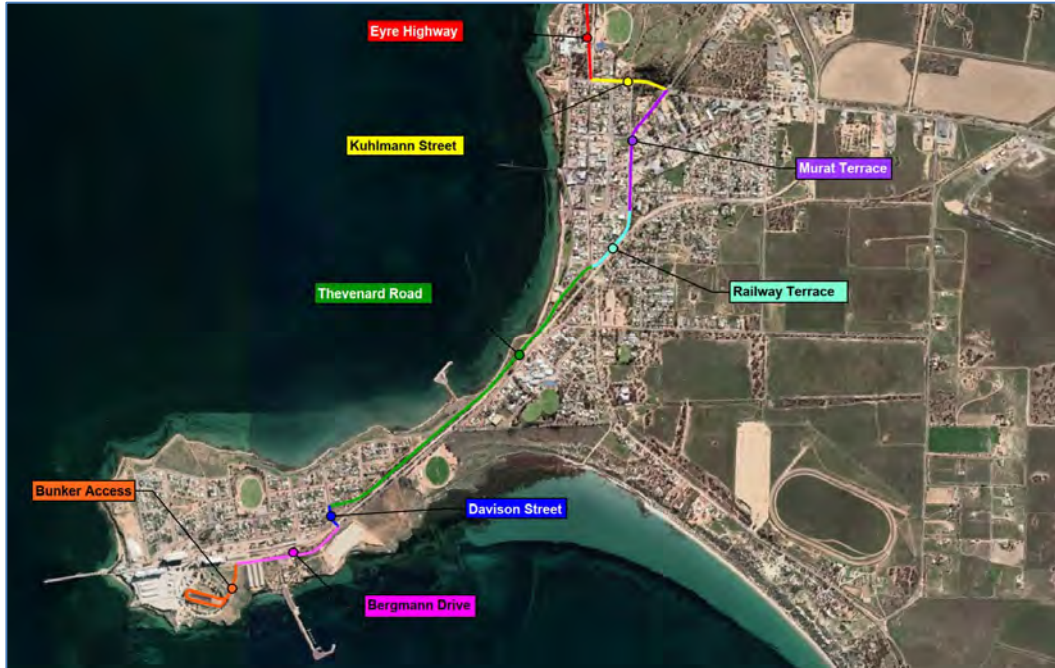 Eyre Highway
Kuhlmann Street
Murat Terrace
Thevenard Road
Railway Terrace
Bunker Access
Davison Street
Bergmann Drive